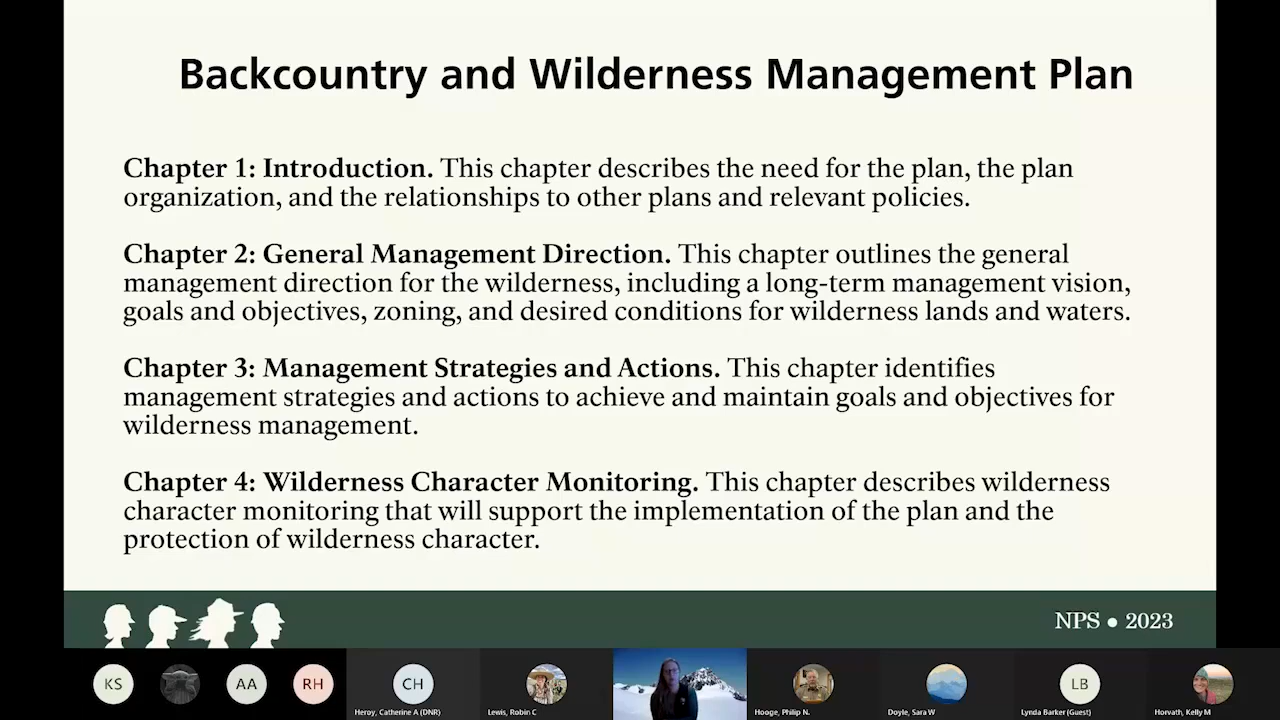 Backcountry and Wilderness Management Plan
Chapter 1: Introduction. This chapter describes the need for the plan, the plan
organization, and the relationships to other plans and relevant policies.
Chapter 2: General Management Direction. This chapter outlines the general
management direction for the wilderness, including a long-term management vision,
goals and objectives, zoning, and desired conditions for wilderness lands and waters.
Chapter 3: Management Strategies and Actions. This chapter identifies
management strategies and actions to achieve and maintain goals and objectives for
wilderness management.
Chapter 4: Wilderness Character Monitoring. This chapter describes wilderness
character monitoring that will support the implementation of the plan and the
protection of wilderness character.
NPS • 2023
KS
AA
RH
CH
LB
Heroy, Catherine A (DNR)
Lewis, Robin C
Hooge, Philip N.
Doyle, Sara W
Lynda Barker (Guest)
Horvath, Kelly M